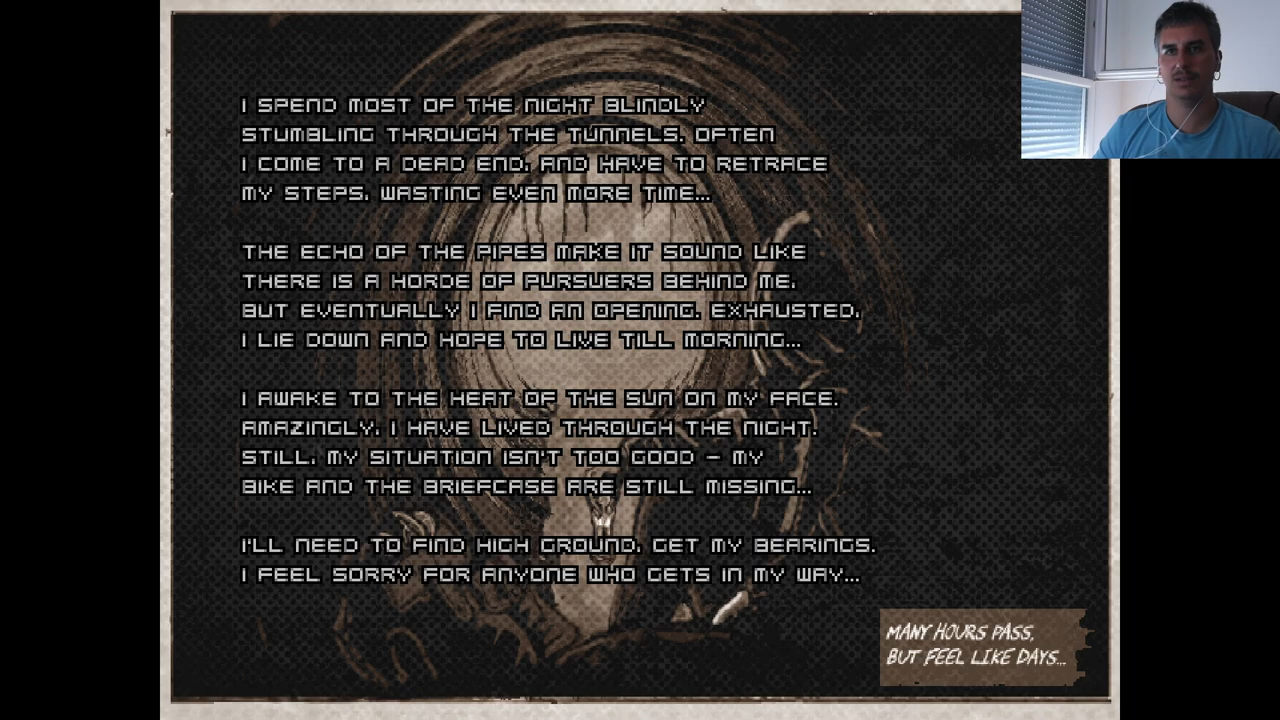 I SPEND MOST OF THE NIGHT BLINDLY
STUMBLING THROUGH THE TUNNELS. OFTEN
I COME TO A DEAD END, AND HAVE TO RETRACE
MY STEPS, WASTING EVEN MORE TIME...
THE ECHO OF THE PIPES MAKE IT SOUND LIKE
THERE IS A HORDE OF PURSUERS BEHIND ME.
BUT EVENTUALLY I FIND AN OPENING. EXHAUSTED,
I LIE DOWN AND HOPE TO LIVE TILL MORNING...
I AWAKE TO THE HEAT OF THE SUN ON MY FACE.
AMAZINGLY, I HAVE LIVED THROUGH THE NIGHT.
STILL, MY SITUATION ISN'T TOO GOOD - MY
BIKE AND THE BRIEFCASE ARE STILL MISSING...
I'LL NEED TO FIND HIGH GROUND, GET MY BEARINGS.
I FEEL SORRY FOR ANYONE WHO GETS IN MY WAY...
MANY HOURS PASS,
BUT FEEL LIKE DAYS...